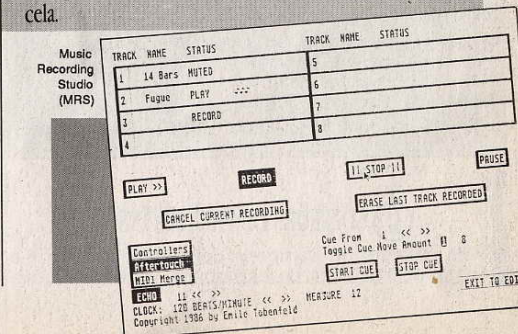 cela.
Music
Recording
Studio
(MRS)
TRACK NAME STATUS TRACK NAME STATUS
1 14 Bars MUTED 5
2 Fugue PLAY 6
3 RECORD 7
4 8
PLAY >> RECORD || STOP || PAUSE
CANCEL CURRENT RECORDING ERASE LAST TRACK RECORDED
Controllers Cue From 1 << >>
Aftertouch Toggle Cue Move Amount 1 8
MIDI Merge START CUE STOP CUE
ECHO 11 << >> EXIT TO EDI
CLOCK: 120 BEATS/MINUTE << >> MEASURE 12
Copyright 1986 by Emile Tobenfeld